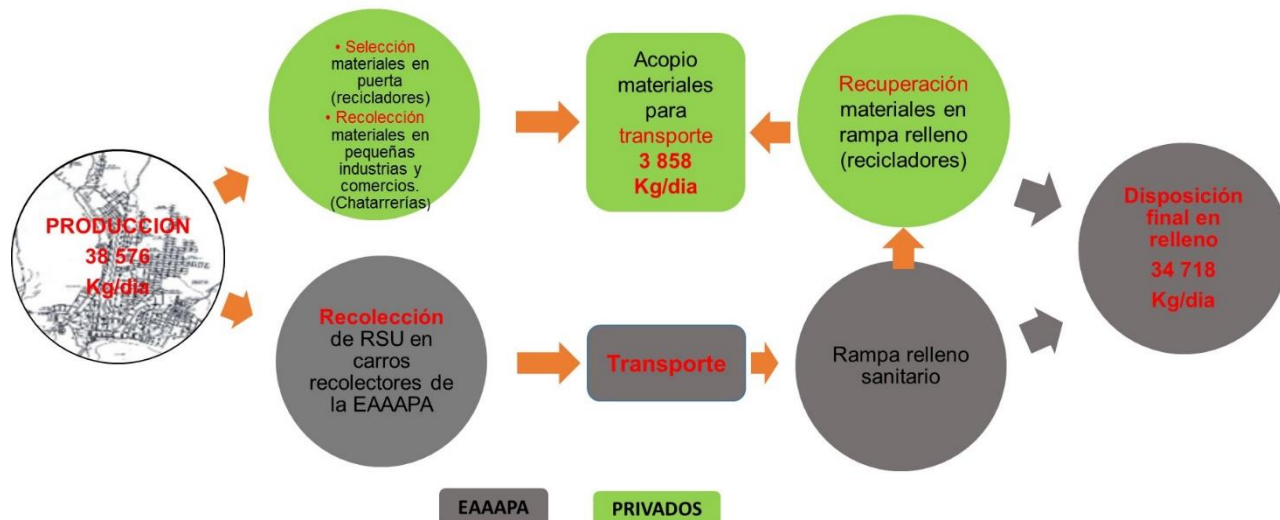 PRODUCCION
38 576
Kg/dia
• Selección
materiales en
puerta
(recicladores)
• Recolección
materiales en
pequeñas
industrias y
comercios.
(Chatarrerías)
Acopio
materiales
para
transporte
3 858
Kg/dia
Recuperación
materiales en
rampa relleno
(recicladores)
Disposición
final en
relleno
34 718
Kg/dia
Recolección
de RSU en
carros
recolectores de
la EAAAPA
Transporte
Rampa relleno
sanitario
EAAAPA
PRIVADOS